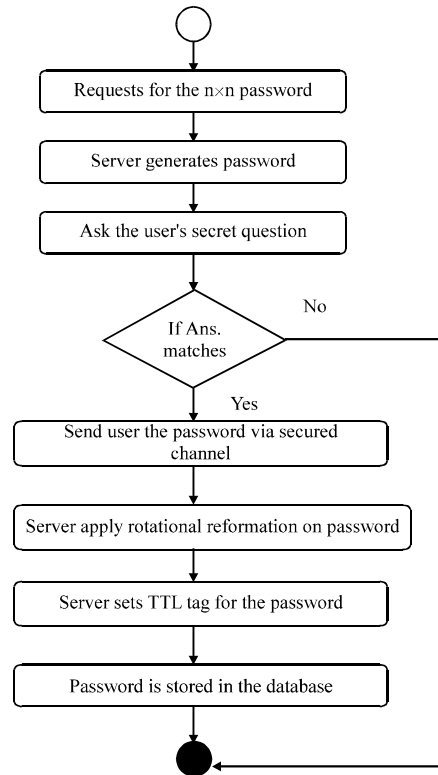 Requests for the n×n password
Server generates password
Ask the user's secret question
If Ans.
matches
No
Yes
Send user the password via secured
channel
Server apply rotational reformation on password
Server sets TTL tag for the password
Password is stored in the database